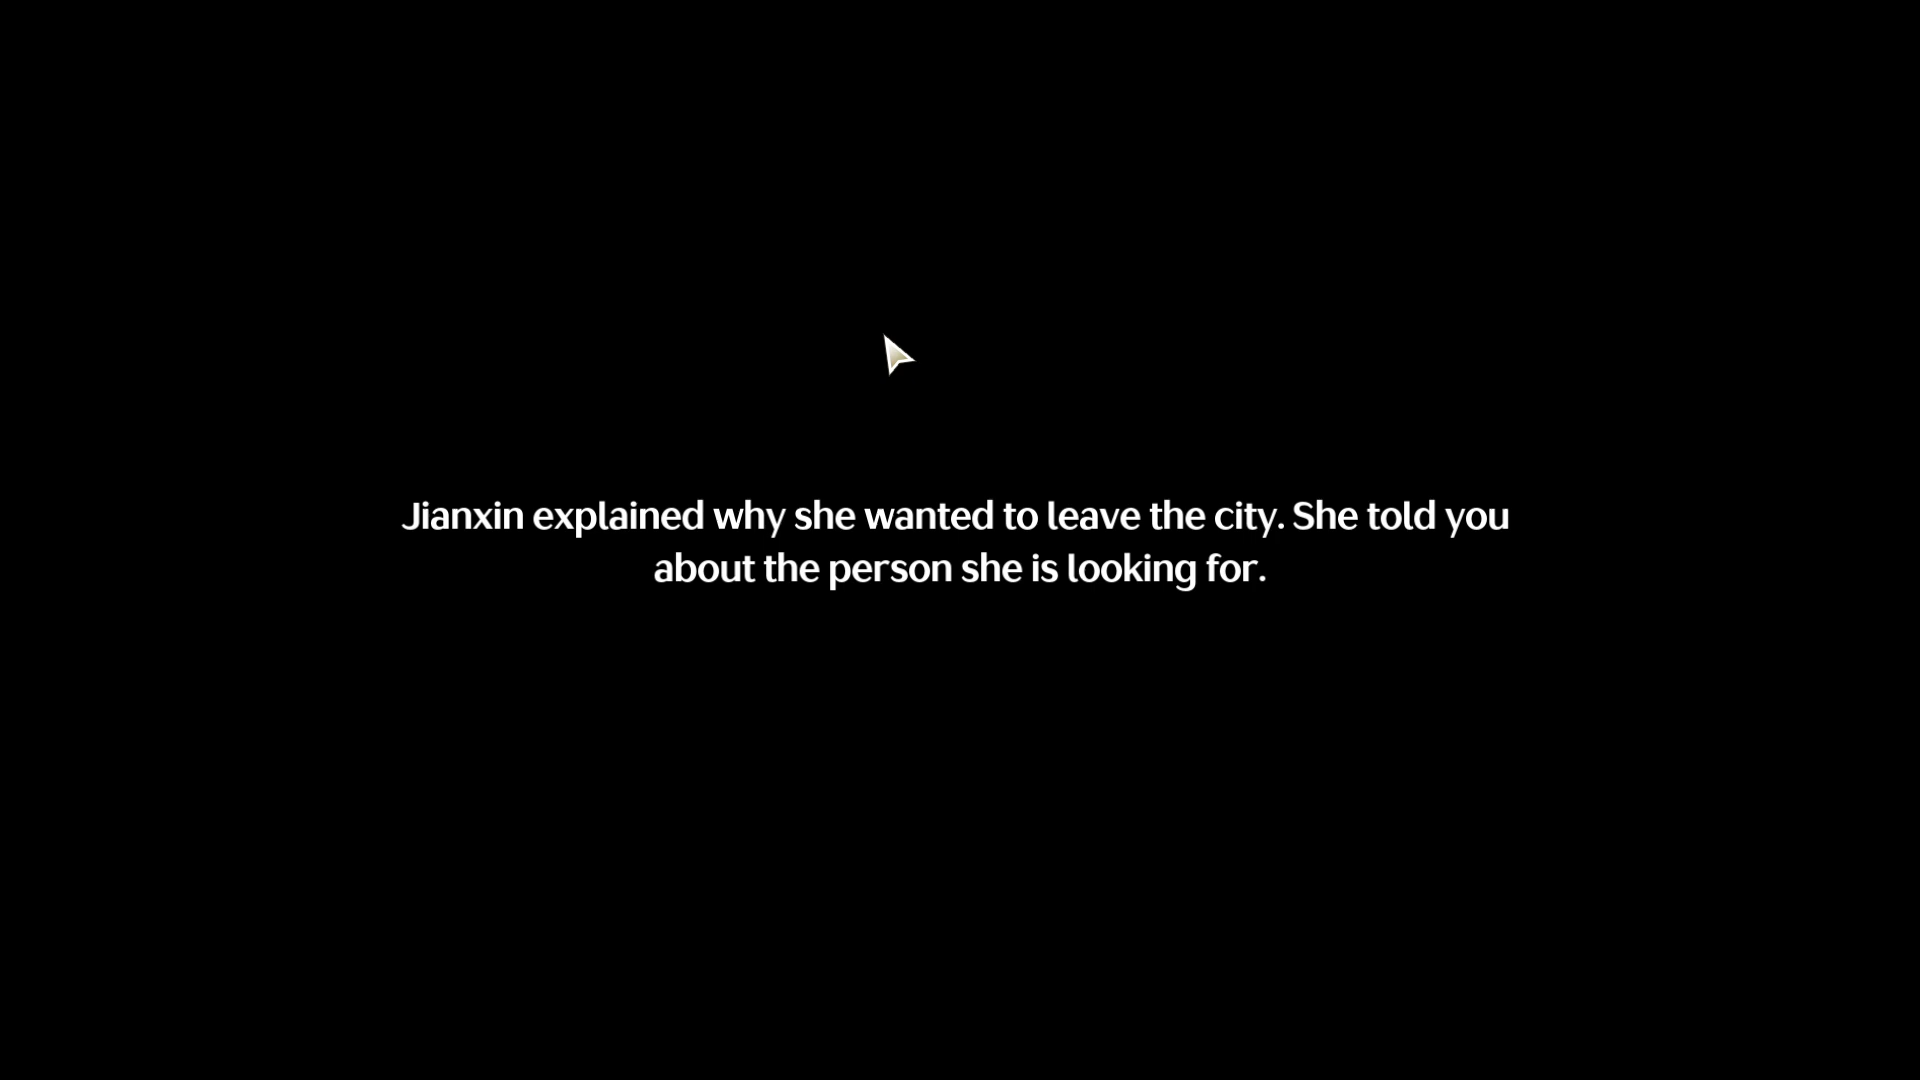 Jianxin explained why she wanted to leave the city. She told you
about the person she is looking for.